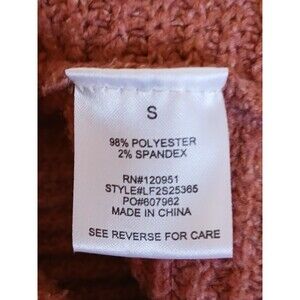 S
98% POLYESTER
2% SPANDEX
RN#120951
STYLE#LF2S25365
PO#607962
MADE IN CHINA
SEE REVERSE FOR CARE